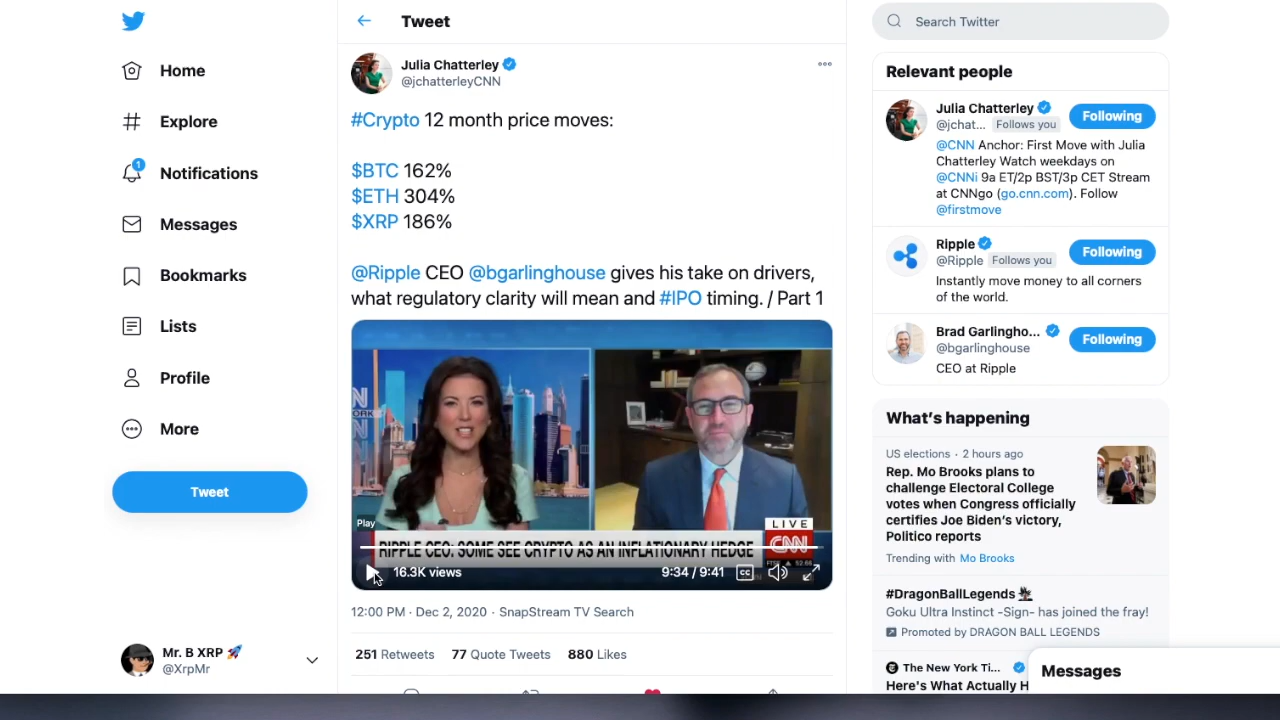 Home
Explore
1
Notifications
Messages
Bookmarks
Lists
Profile
More
Tweet
Mr. B XRP 🚀
@XrpMr
Tweet
Julia Chatterley
@jchatterleyCNN
#Crypto 12 month price moves:
$BTC 162%
$ETH 304%
$XRP 186%
@Ripple CEO @bgarlinghouse gives his take on drivers,
what regulatory clarity will mean and #IPO timing. / Part 1
Play
LIVE
RIPPLE CEO: SOME SEE CRYPTO AS AN INFLATIONARY HEDGE
CNN
16.3K views
9:34 / 9:41
CC
12:00 PM · Dec 2, 2020 · SnapStream TV Search
251 Retweets 77 Quote Tweets 880 Likes
Search Twitter
Relevant people
Julia Chatterley
@jchat... Follows you
Following
@CNN Anchor: First Move with Julia
Chatterley Watch weekdays on
@CNNi 9a ET/2p BST/3p CET Stream
at CNNgo (go.cnn.com). Follow
@firstmove
Ripple
@Ripple Follows you
Following
Instantly move money to all corners
of the world.
Brad Garlingho...
@bgarlinghouse
Following
CEO at Ripple
What's happening
US elections · 2 hours ago
Rep. Mo Brooks plans to
challenge Electoral College
votes when Congress officially
certifies Joe Biden's victory,
Politico reports
Trending with Mo Brooks
#DragonBallLegends
Goku Ultra Instinct -Sign- has joined the fray!
Promoted by DRAGON BALL LEGENDS
The New York Ti...
Here's What Actually H
Messages